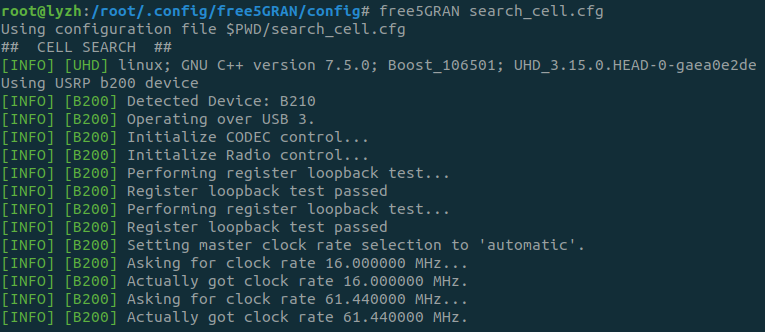 root@lyzh:/root/.config/free5GRAN/config# free5GRAN search_cell.cfg
Using configuration file $PWD/search_cell.cfg
##  CELL SEARCH  ##
[INFO] [UHD] linux; GNU C++ version 7.5.0; Boost_106501; UHD_3.15.0.HEAD-0-gaea0e2de
Using USRP b200 device
[INFO] [B200] Detected Device: B210
[INFO] [B200] Operating over USB 3.
[INFO] [B200] Initialize CODEC control...
[INFO] [B200] Initialize Radio control...
[INFO] [B200] Performing register loopback test...
[INFO] [B200] Register loopback test passed
[INFO] [B200] Performing register loopback test...
[INFO] [B200] Register loopback test passed
[INFO] [B200] Setting master clock rate selection to 'automatic'.
[INFO] [B200] Asking for clock rate 16.000000 MHz...
[INFO] [B200] Actually got clock rate 16.000000 MHz.
[INFO] [B200] Asking for clock rate 61.440000 MHz...
[INFO] [B200] Actually got clock rate 61.440000 MHz.